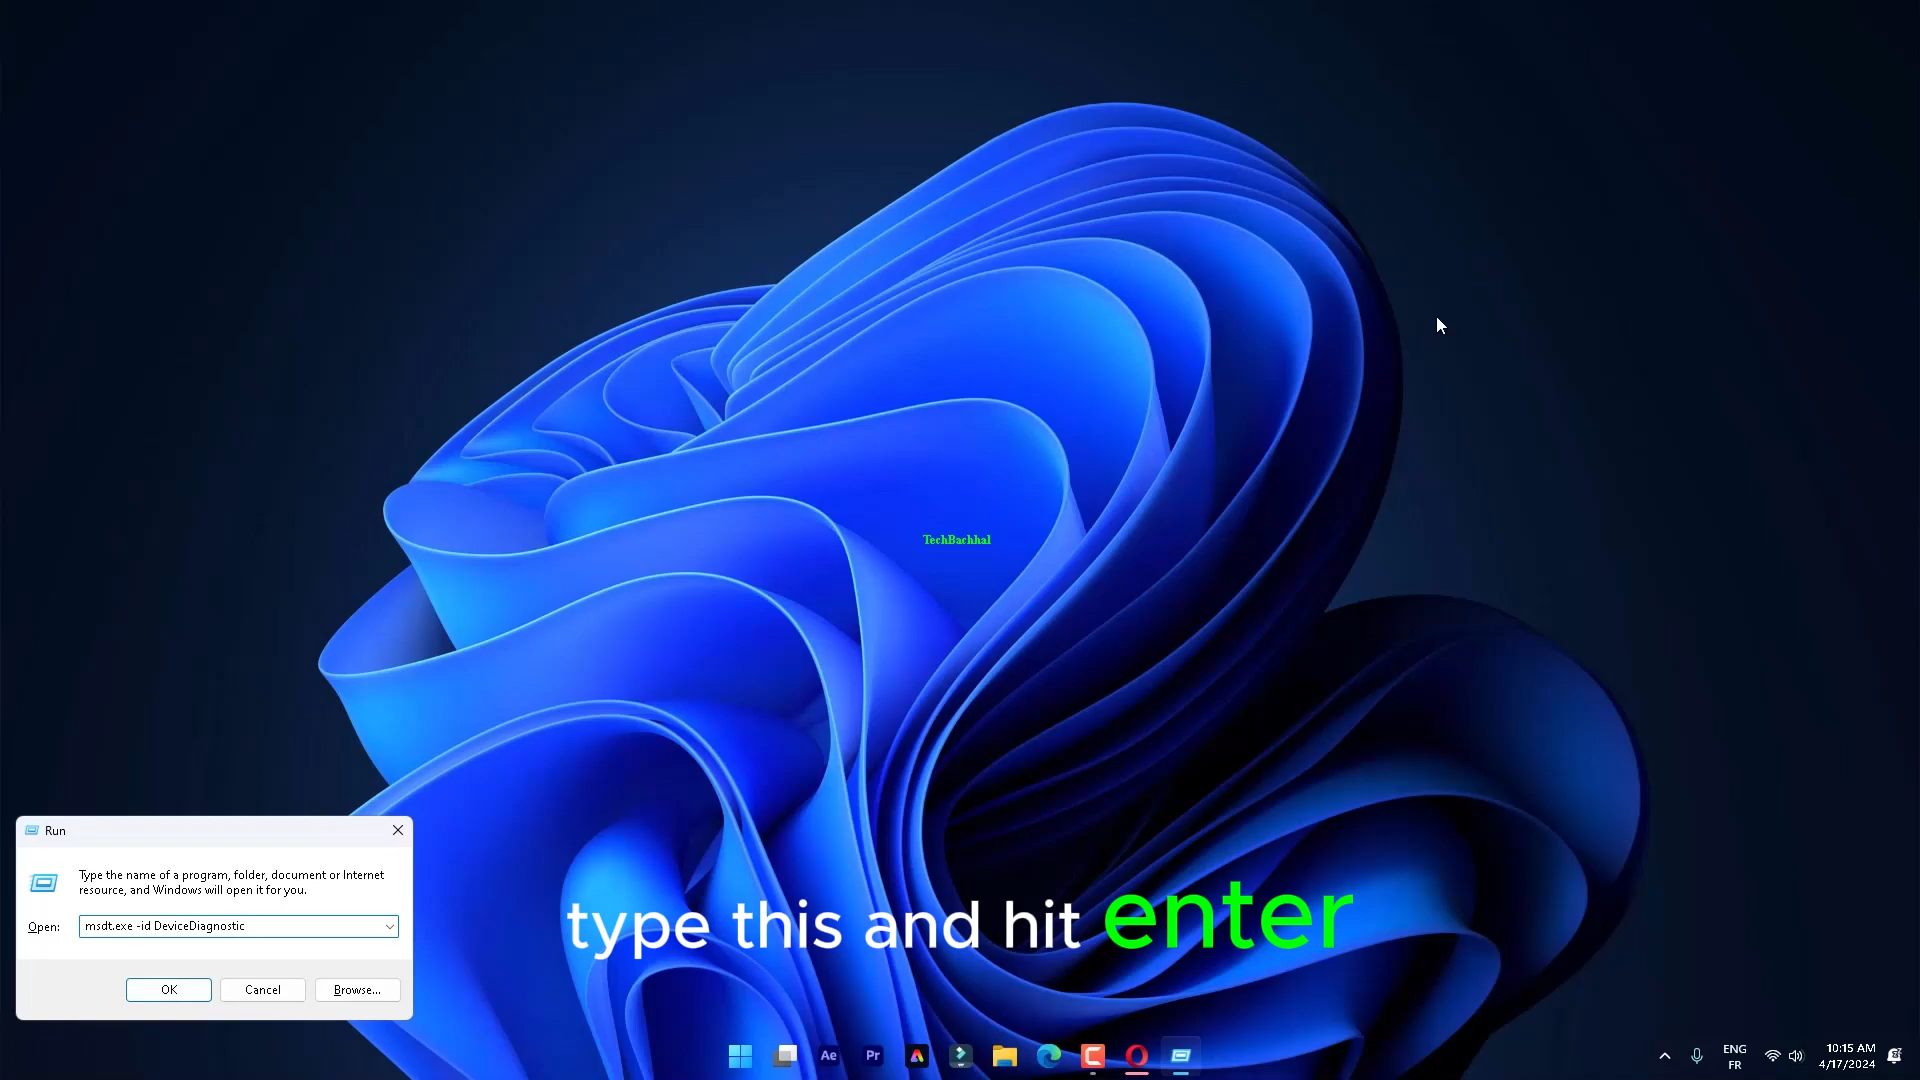 TechBachhal
Run
Type the name of a program, folder, document or Internet
resource, and Windows will open it for you.
Open:
msdt.exe -id DeviceDiagnostic
OK
Cancel
Browse...
type this and hit enter
Ae
Pr
ENG
FR
10:15 AM
4/17/2024